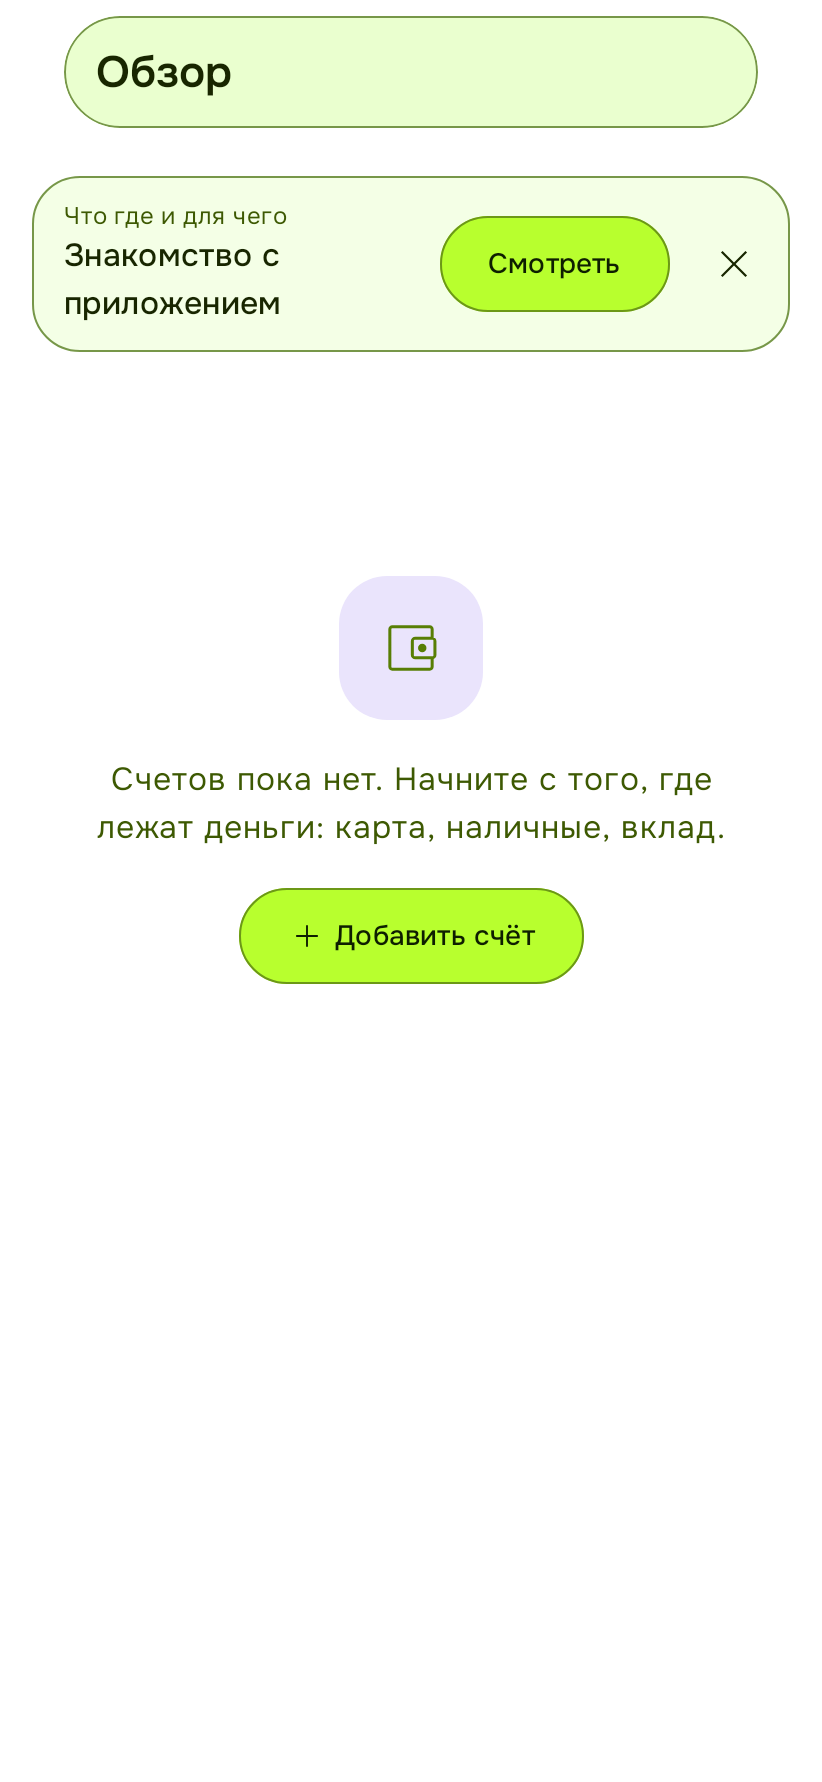 Обзор
Что где и для чего
Знакомство с
приложением
Смотреть
Счетов пока нет. Начните с того, где
лежат деньги: карта, наличные, вклад.
Добавить счёт